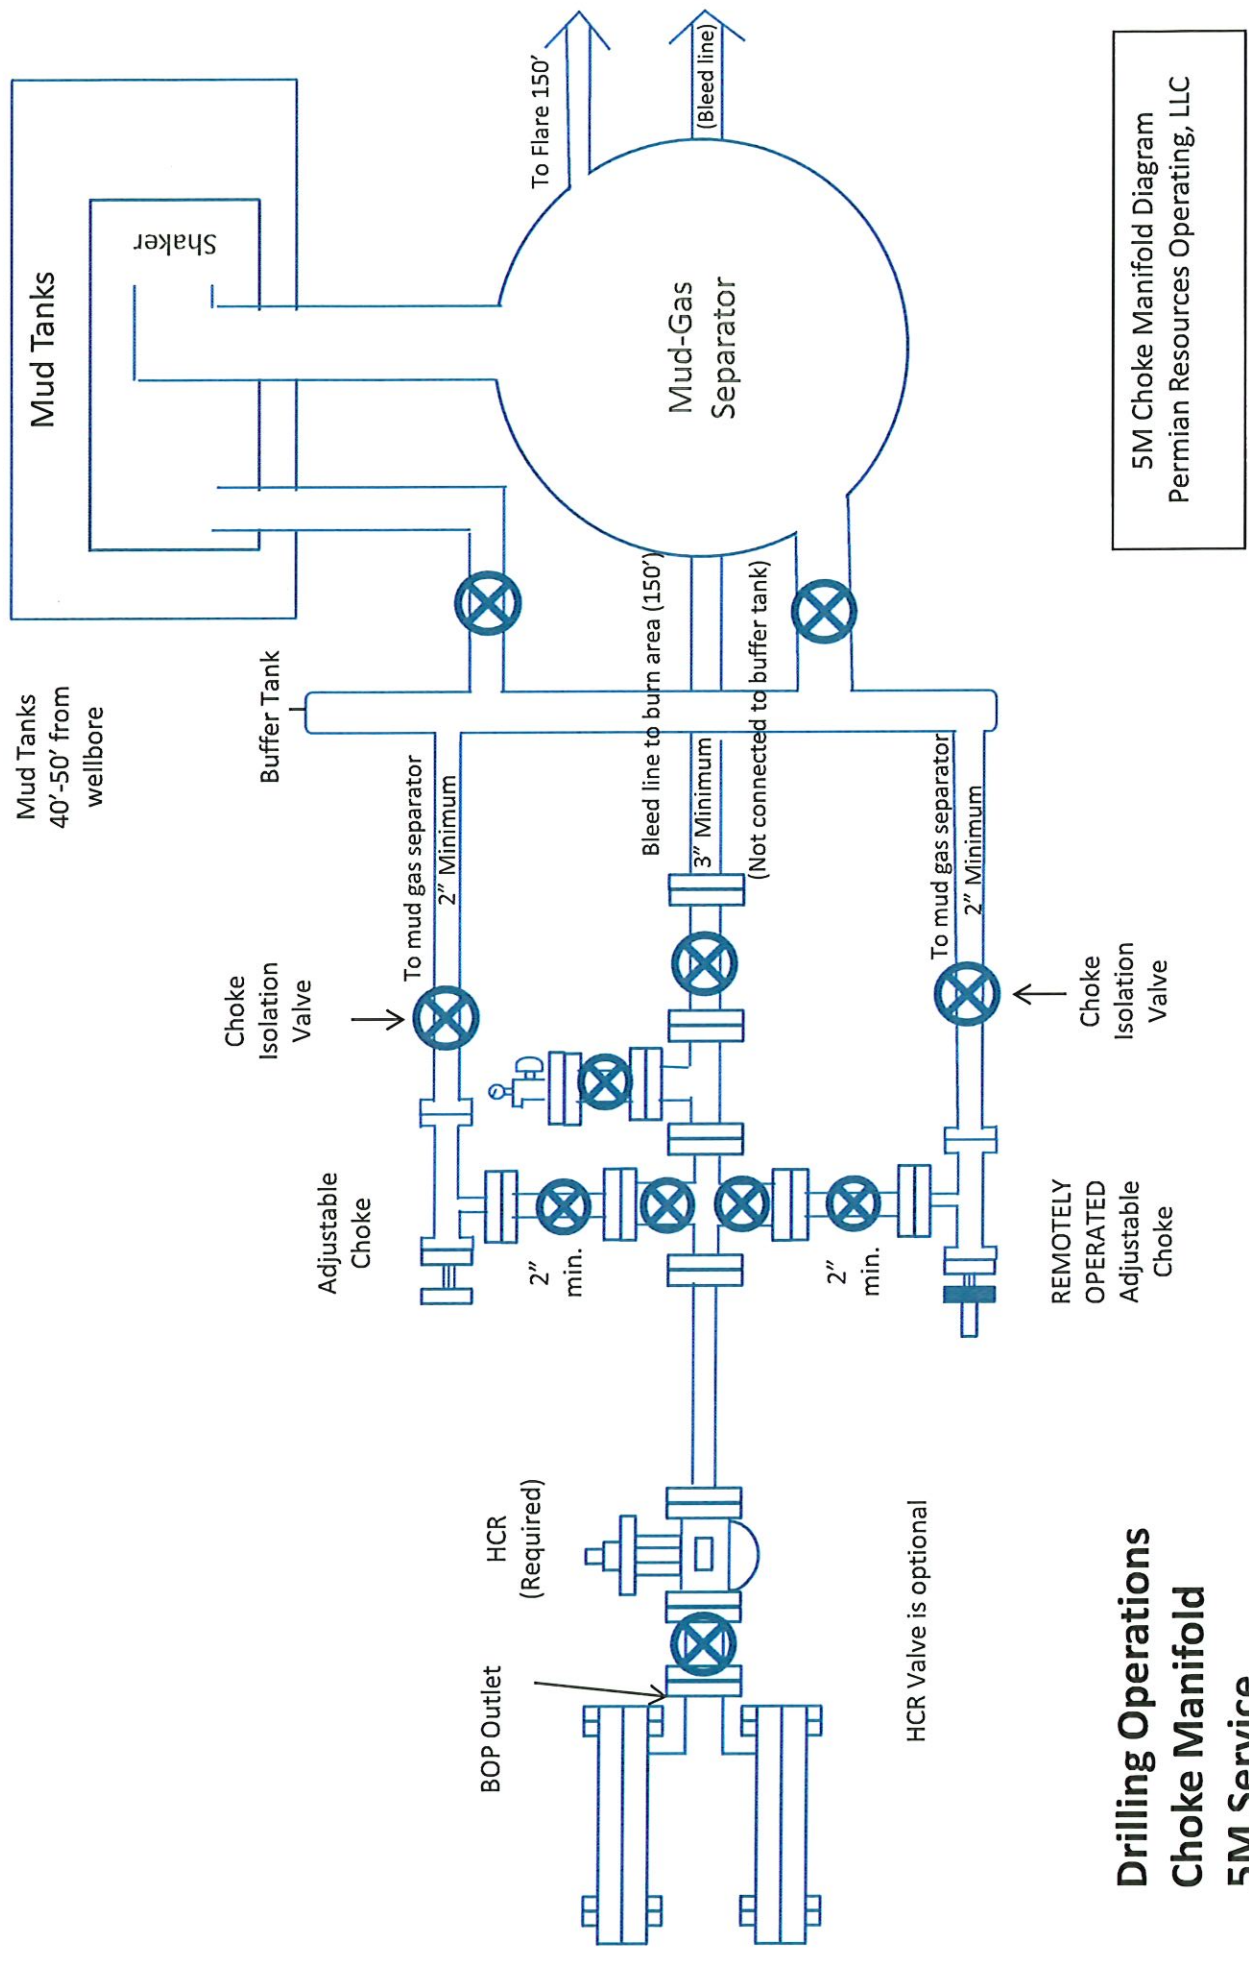 Mud Tanks
40'-50' from
wellbore
Mud Tanks
Shaker
Buffer Tank
To Flare 150'
(Bleed line)
Mud-Gas
Separator
Choke
Isolation
Valve
To mud gas separator
2" Minimum
Adjustable
Choke
2"
min.
Bleed line to burn area (150')
3" Minimum
(Not connected to buffer tank)
HCR
(Required)
BOP Outlet
2"
min.
To mud gas separator
2" Minimum
HCR Valve is optional
REMOTELY
OPERATED
Adjustable
Choke
Choke
Isolation
Valve
Drilling Operations
Choke Manifold
5M Service
5M Choke Manifold Diagram
Permian Resources Operating, LLC